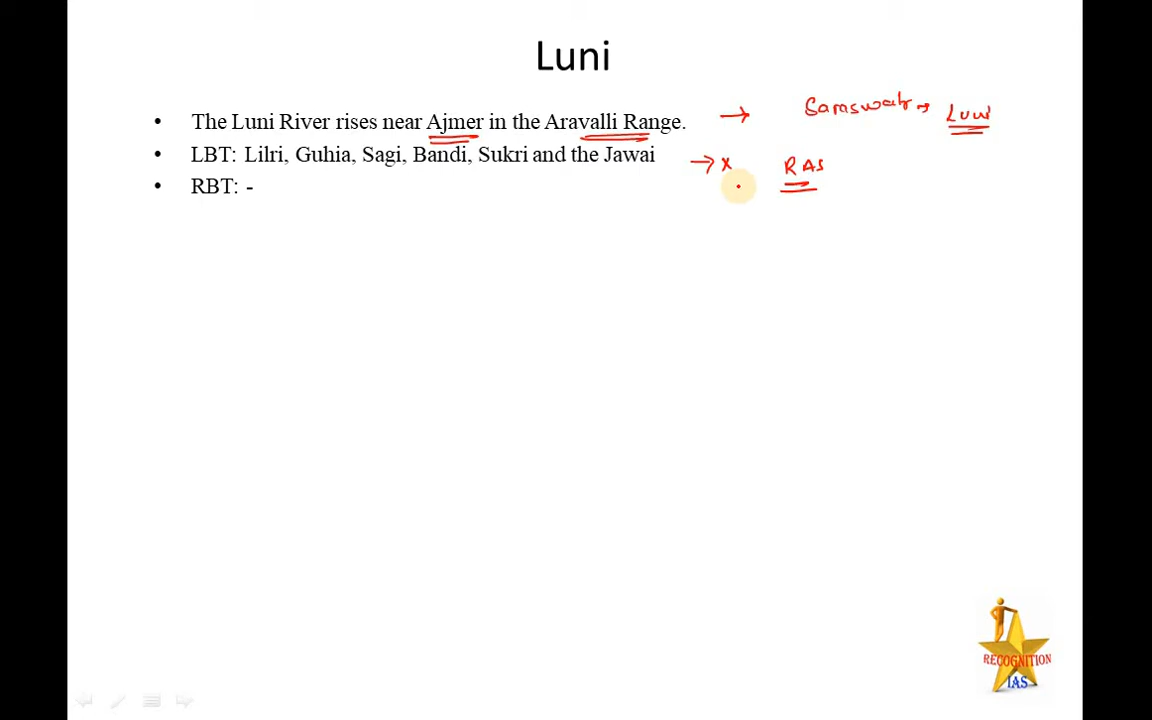 Luni
• The Luni River rises near Ajmer in the Aravalli Range. → Saraswati → Luni
• LBT: Lilri, Guhia, Sagi, Bandi, Sukri and the Jawai → x RAS
• RBT: -
RECOGNITION
IAS